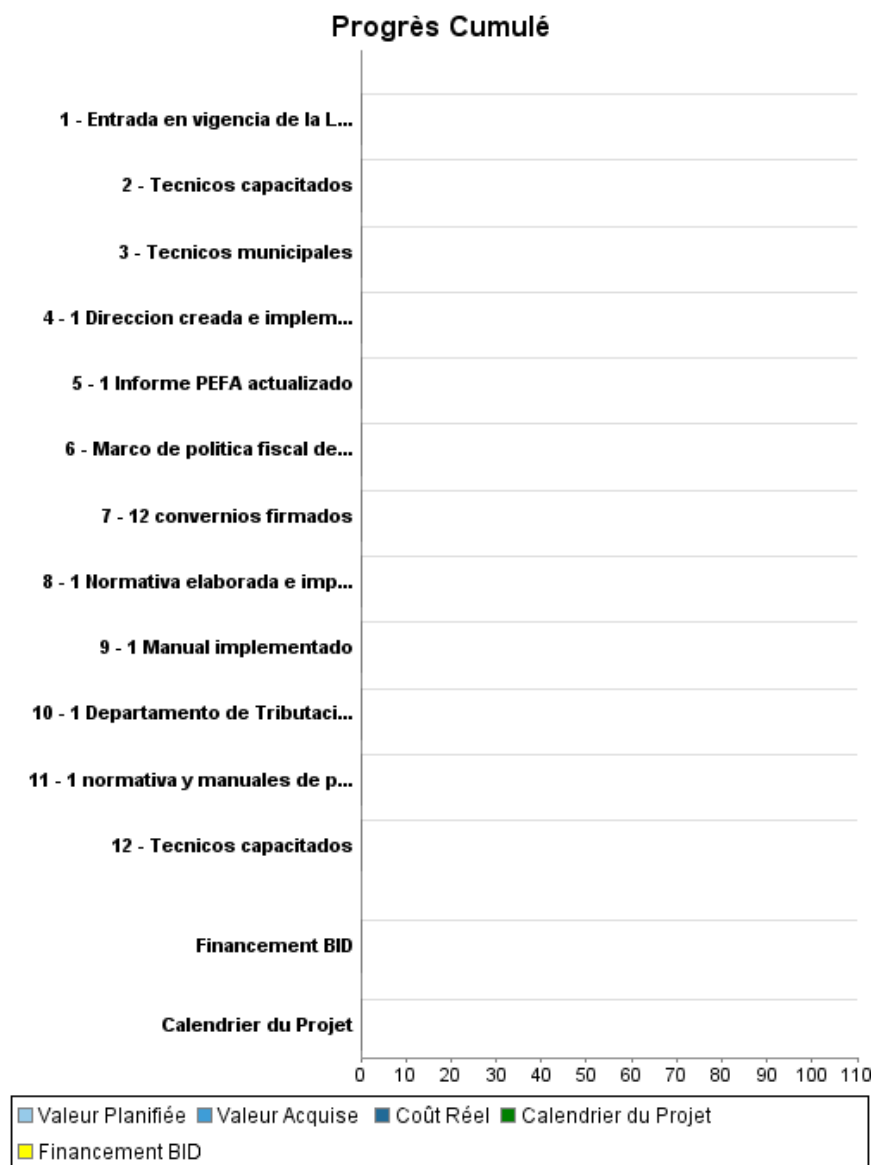 Progrès Cumulé
1 - Entrada en vigencia de la L...
2 - Tecnicos capacitados
3 - Tecnicos municipales
4 - 1 Direccion creada e implem...
5 - 1 Informe PEFA actualizado
6 - Marco de politica fiscal de...
7 - 12 convernios firmados
8 - 1 Normativa elaborada e imp...
9 - 1 Manual implementado
10 - 1 Departamento de Tributaci...
11 - 1 normativa y manuales de p...
12 - Tecnicos capacitados
Financement BID
Calendrier du Projet
0 10 20 30 40 50 60 70 80 90 100 110
Valeur Planifiée Valeur Acquise Coût Réel Calendrier du Projet
Financement BID